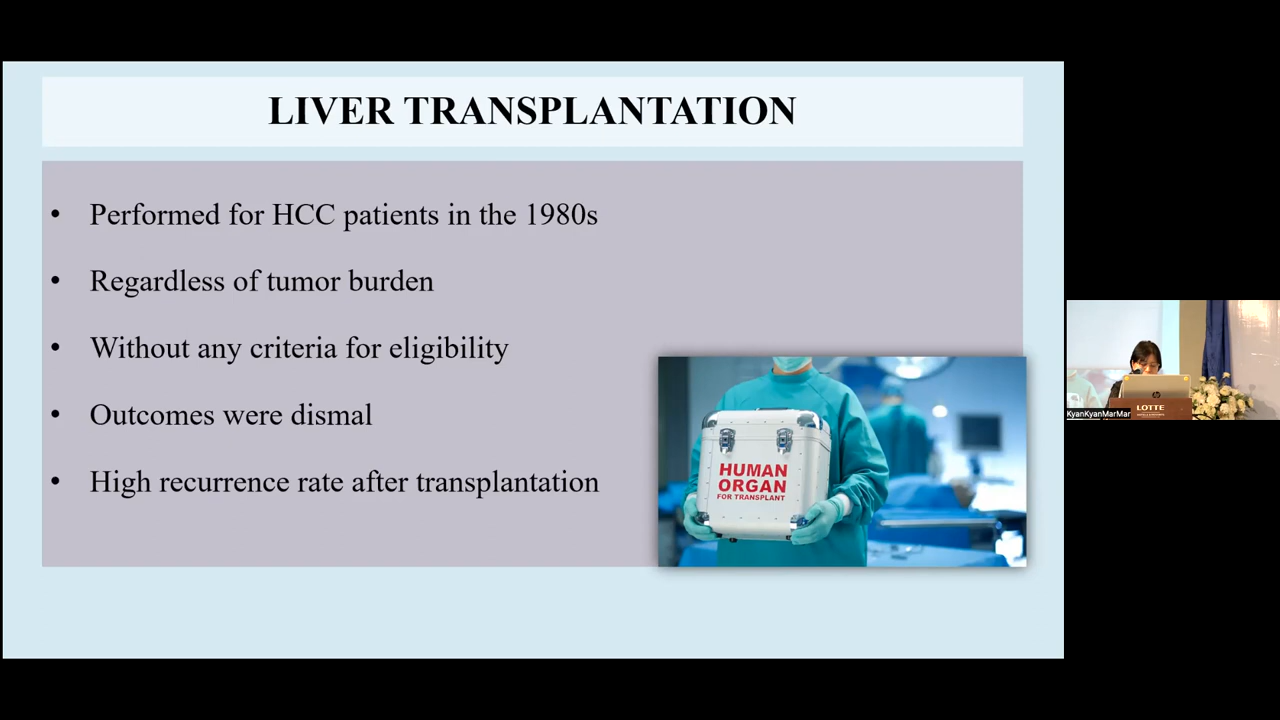 LIVER TRANSPLANTATION
• Performed for HCC patients in the 1980s
• Regardless of tumor burden
• Without any criteria for eligibility
• Outcomes were dismal
• High recurrence rate after transplantation
HUMAN
ORGAN
FOR TRANSPLANT
KyanKyanMarMar
LOTTE